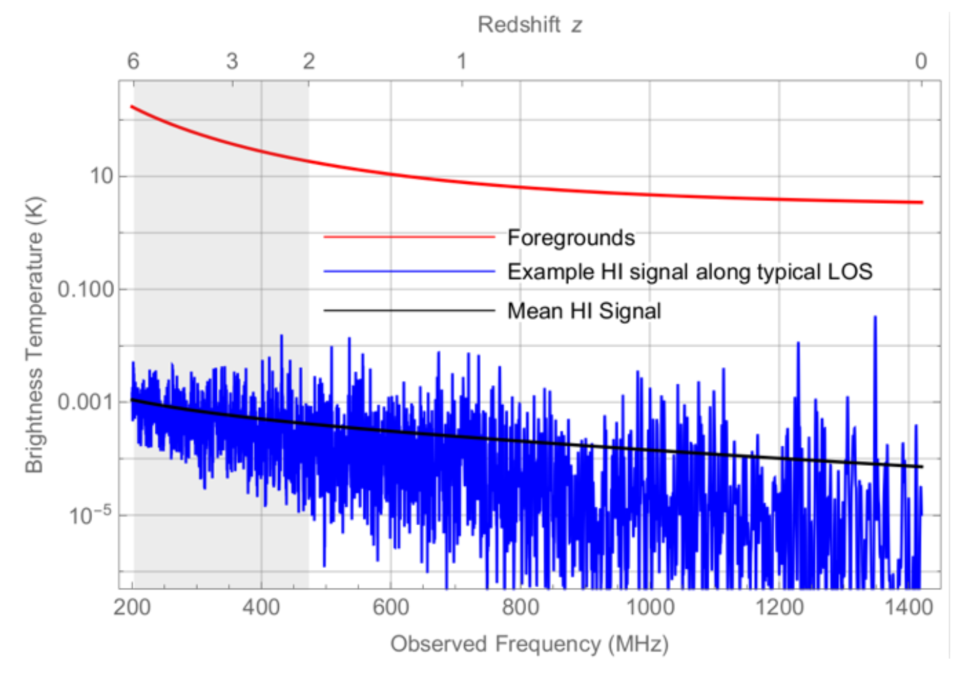 Redshift z
6 3 2 1 0
Brightness Temperature (K)
10
0.100
0.001
10⁻⁵
Foregrounds
Example HI signal along typical LOS
Mean HI Signal
200 400 600 800 1000 1200 1400
Observed Frequency (MHz)